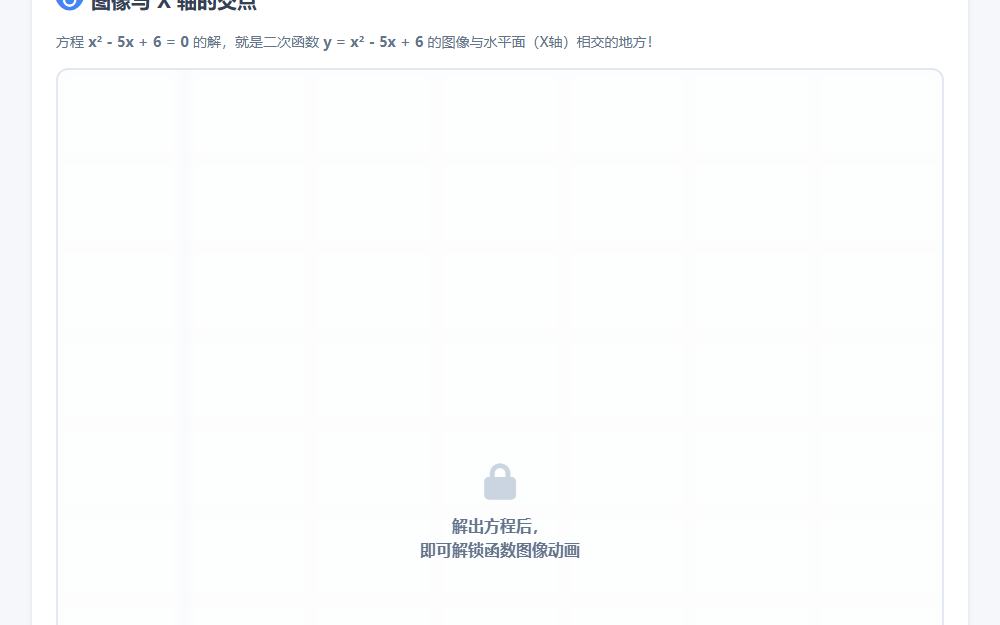 图像与 X 轴的交点
方程 x² - 5x + 6 = 0 的解，就是二次函数 y = x² - 5x + 6 的图像与水平面（X轴）相交的地方！
解出方程后，
即可解锁函数图像动画